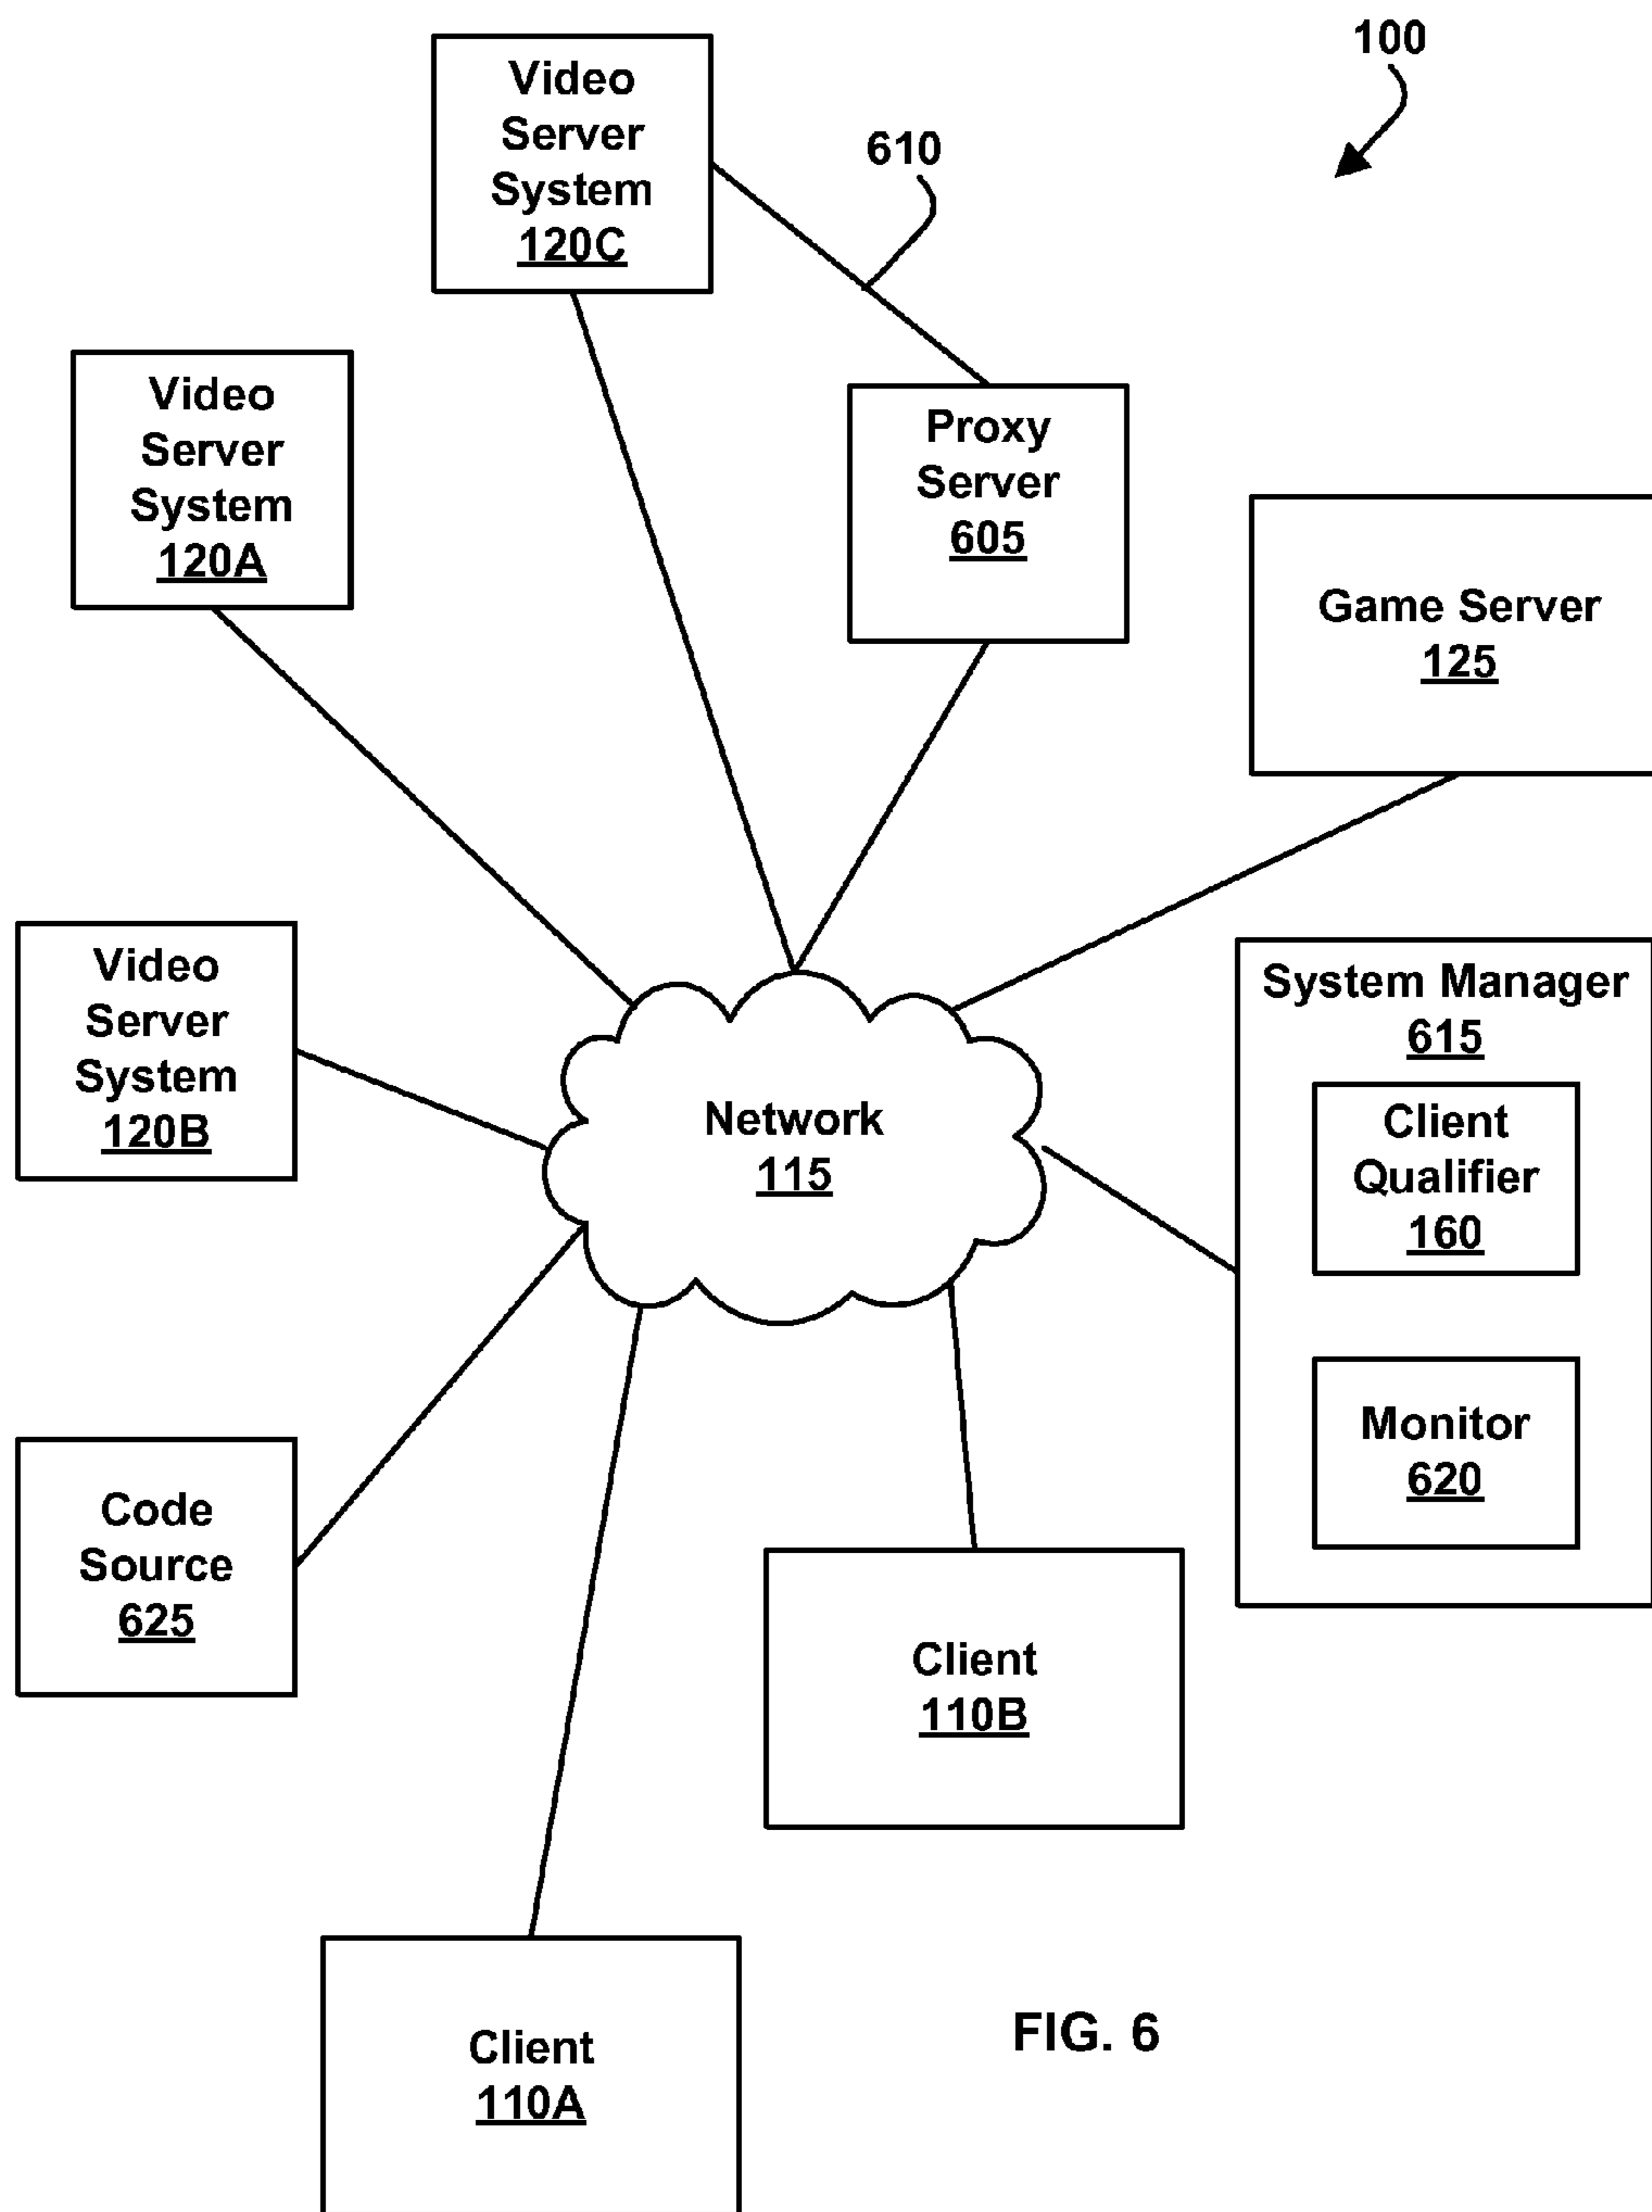 100
Video
Server
System
120C
610
Video
Server
System
120A
Proxy
Server
605
Game Server
125
Video
Server
System
120B
System Manager
615
Client
Qualifier
160
Network
115
Monitor
620
Code
Source
625
Client
110B
Client
110A
FIG. 6